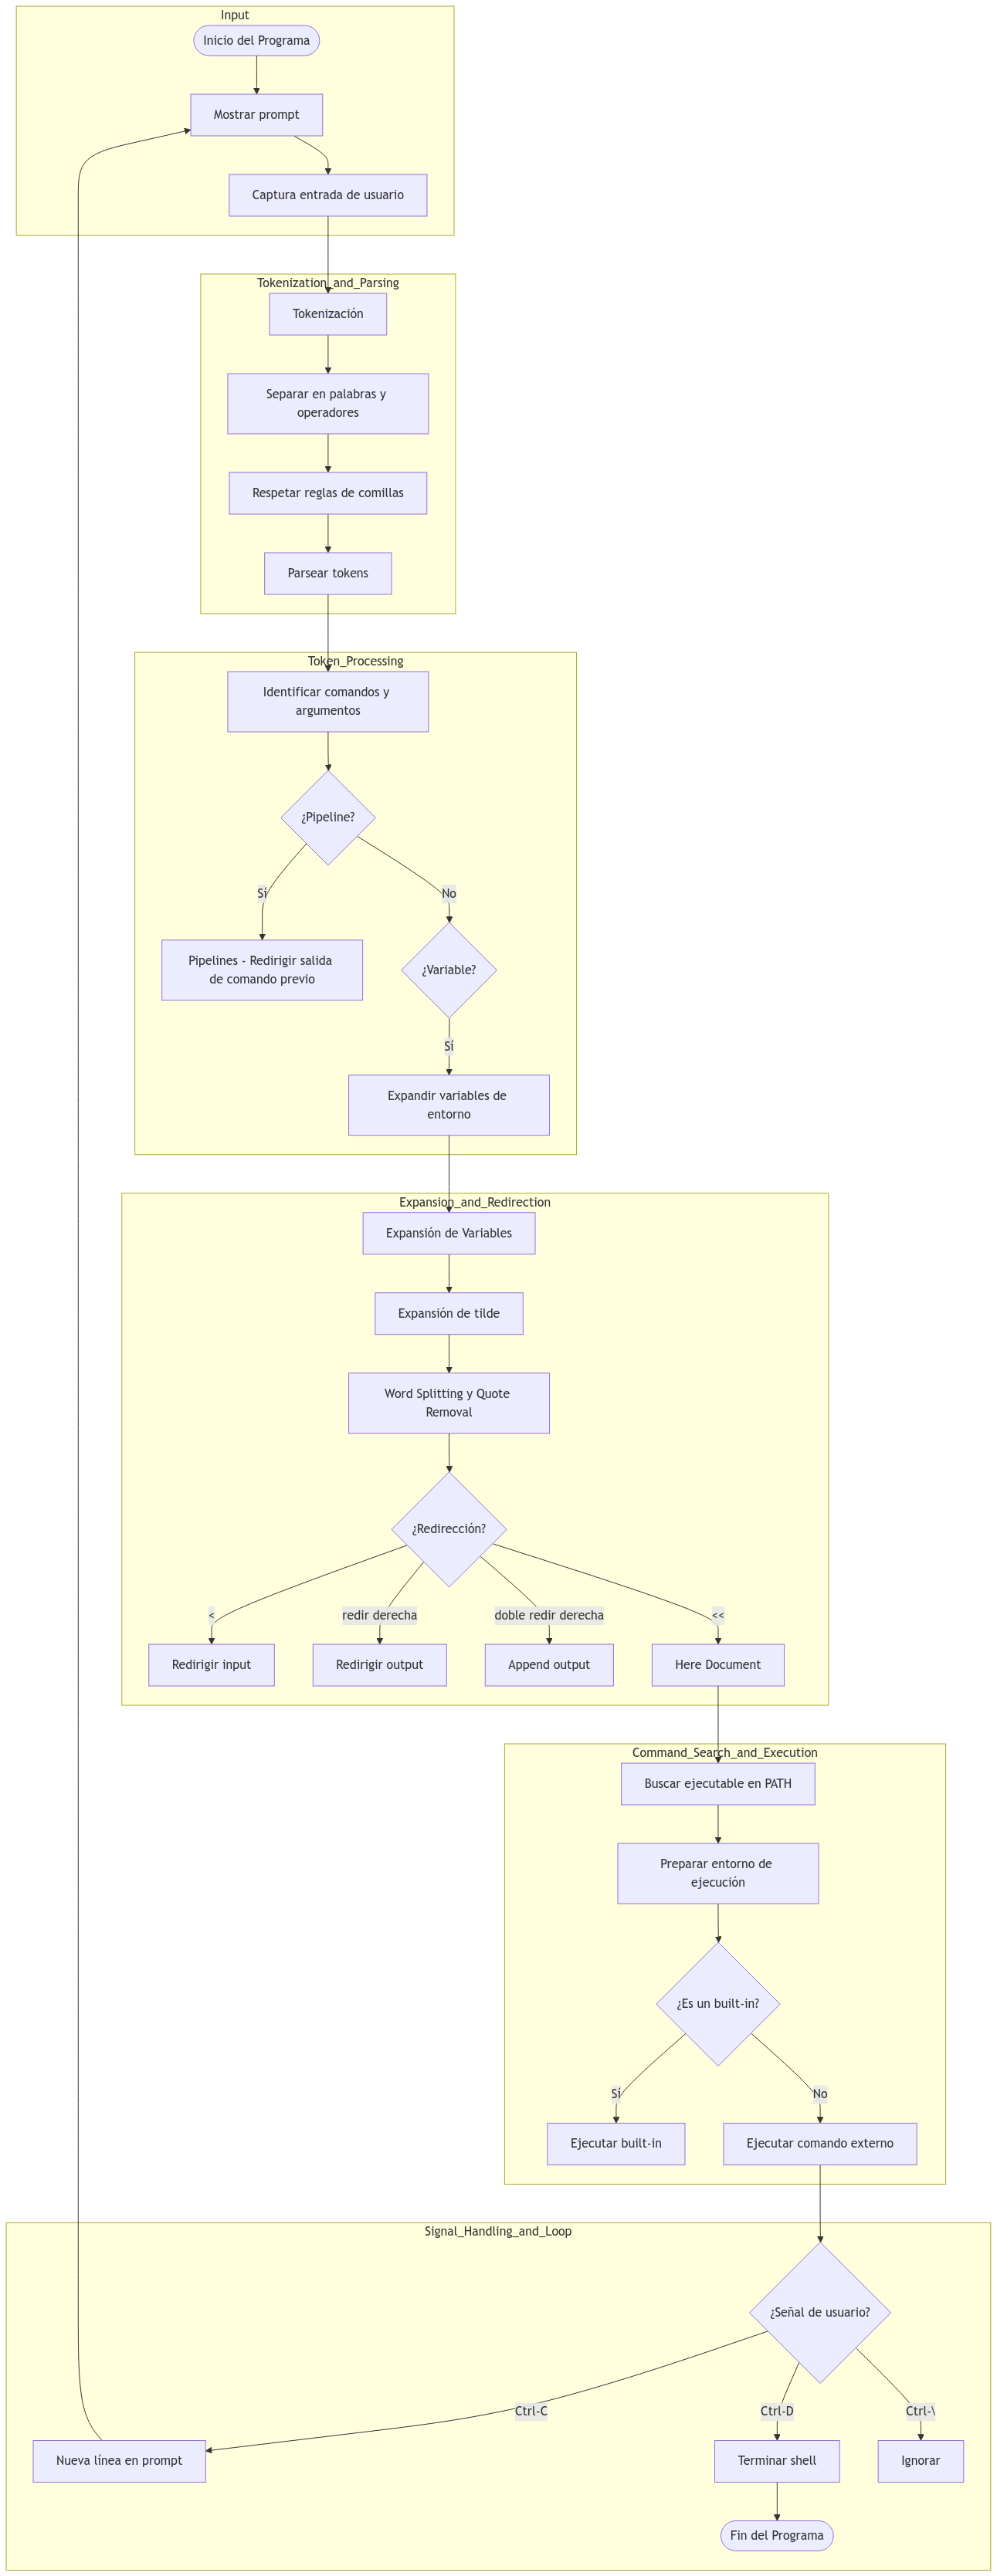 Input
Inicio del Programa
Mostrar prompt
Captura entrada de usuario
Tokenization_and_Parsing
Tokenización
Separar en palabras y
operadores
Respetar reglas de comillas
Parsear tokens
Token_Processing
Identificar comandos y
argumentos
¿Pipeline?
Sí
No
Pipelines - Redirigir salida
de comando previo
¿Variable?
Sí
Expandir variables de
entorno
Expansion_and_Redirection
Expansión de Variables
Expansión de tilde
Word Splitting y Quote
Removal
¿Redirección?
<
redir derecha
doble redir derecha
<<
Redirigir input
Redirigir output
Append output
Here Document
Command_Search_and_Execution
Buscar ejecutable en PATH
Preparar entorno de
ejecución
¿Es un built-in?
Sí
No
Ejecutar built-in
Ejecutar comando externo
Signal_Handling_and_Loop
¿Señal de usuario?
Ctrl-C
Ctrl-D
Ctrl-\
Nueva línea en prompt
Terminar shell
Ignorar
Fin del Programa